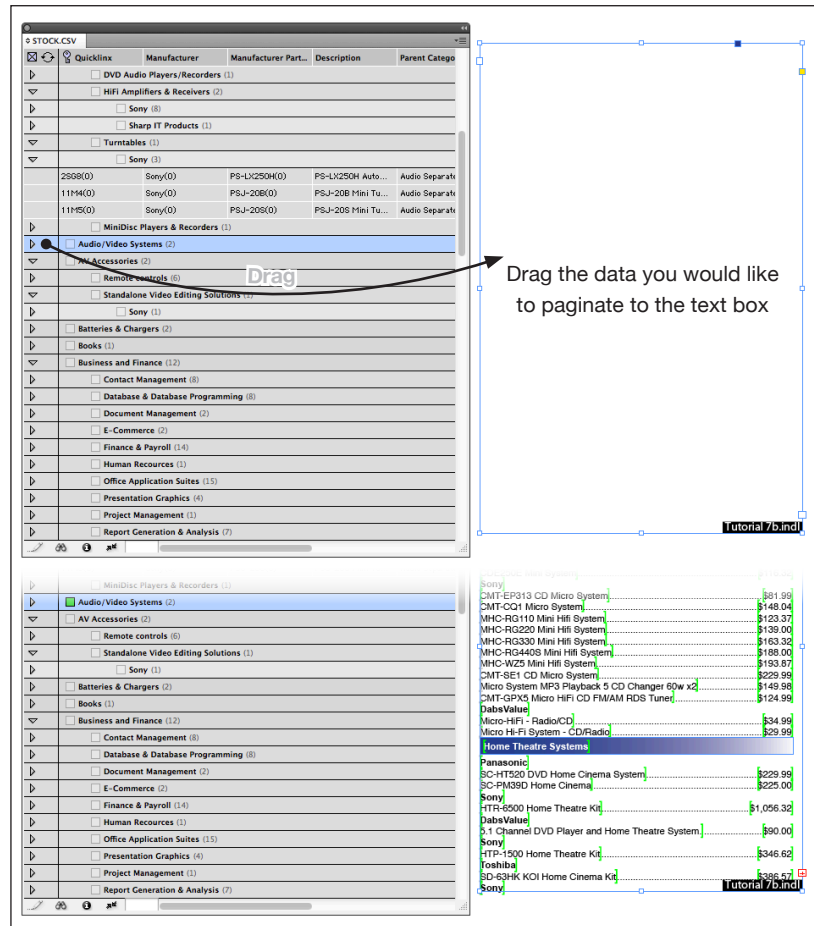 STOCK.CSV
Quicklinx Manufacturer Manufacturer Part... Description Parent Catego
DVD Audio Players/Recorders (1)
HiFi Amplifiers & Receivers (2)
Sony (8)
Sharp IT Products (1)
Turntables (1)
Sony (3)
2SG8(0) Sony(0) PS-LX250H(0) PS-LX250H Auto... Audio Separate
11M4(0) Sony(0) PSJ-20B(0) PSJ-20B Mini Tu... Audio Separate
11M5(0) Sony(0) PSJ-20S(0) PSJ-20S Mini Tu... Audio Separate
MiniDisc Players & Recorders (1)
Audio/Video Systems (2)
AV Accessories (2)
Remote controls (6)
Standalone Video Editing Solutions (1)
Sony (1)
Batteries & Chargers (2)
Books (1)
Business and Finance (12)
Contact Management (8)
Database & Database Programming (8)
Document Management (2)
E-Commerce (2)
Finance & Payroll (14)
Human Recources (1)
Office Application Suites (15)
Presentation Graphics (4)
Project Management (1)
Report Generation & Analysis (7)
Drag
Drag the data you would like
to paginate to the text box
Tutorial 7b.ind
MiniDisc Players & Recorders (1)
Audio/Video Systems (2)
AV Accessories (2)
Remote controls (6)
Standalone Video Editing Solutions (1)
Sony (1)
Batteries & Chargers (2)
Books (1)
Business and Finance (12)
Contact Management (8)
Database & Database Programming (8)
Document Management (2)
E-Commerce (2)
Finance & Payroll (14)
Human Recources (1)
Office Application Suites (15)
Presentation Graphics (4)
Project Management (1)
Report Generation & Analysis (7)
Sony
CMT-EP313 CD Micro System $81.99
CMT-CQ1 Micro System $148.04
MHC-RG110 Mini Hifi System $123.37
MHC-RG220 Mini Hifi System $139.00
MHC-RG330 Mini Hifi System $163.32
MHC-RG440S Mini Hifi System $188.00
MHC-WZ5 Mini Hifi System $193.87
CMT-SE1 CD Micro System $229.99
Micro System MP3 Playback 5 CD Changer 60w x2 $149.98
CMT-GPX5 Micro HiFi CD FM/AM RDS Tuner $124.99
DabsValue
Micro-HiFi - Radio/CD $34.99
Micro Hi-Fi System - CD/Radio $29.99
Home Theatre Systems
Panasonic
SC-HT520 DVD Home Cinema System $229.99
SC-PM39D Home Cinema $225.00
Sony
HTR-6500 Home Theatre Kit $1,056.32
DabsValue
5.1 Channel DVD Player and Home Theatre System. $90.00
Sony
HTP-1500 Home Theatre Kit $346.62
Toshiba
SD-63HK KOI Home Cinema Kit $386.57
Sony
Tutorial 7b.ind